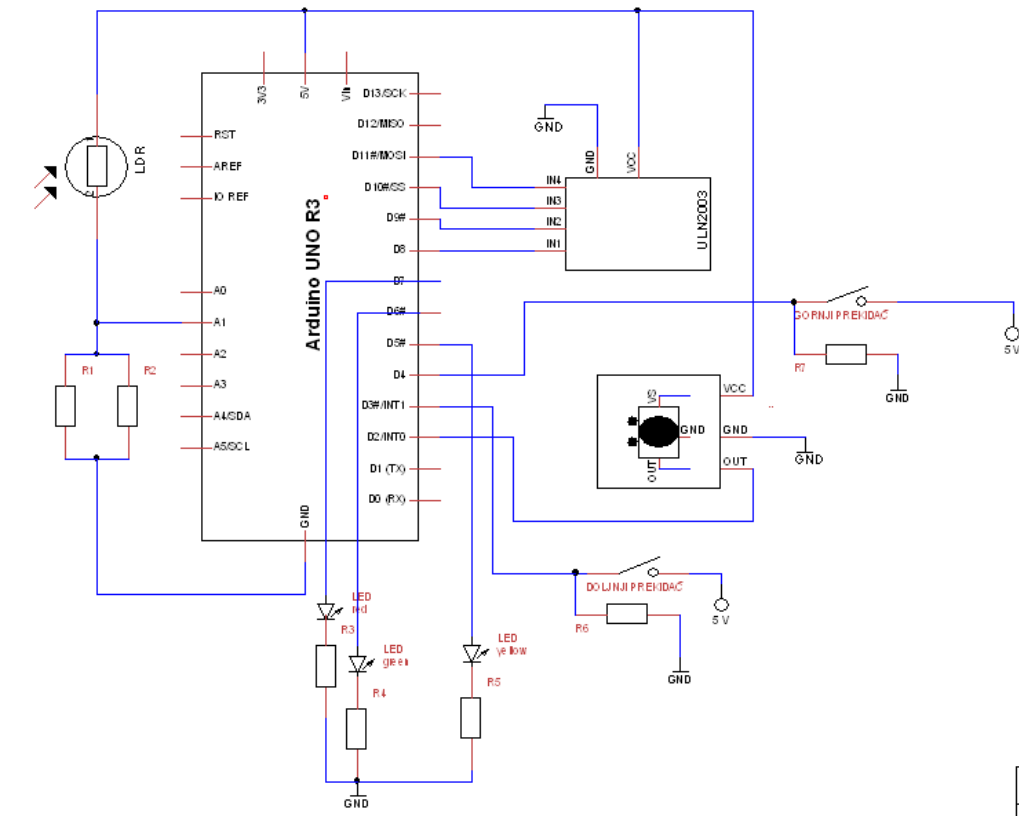 3V3
5V
Vin
LDR
RST
AREF
IO REF
A0
A1
A2
A3
A4/SDA
A5/SCL
Arduino UNO R3
D13/SCK
D12/MISO
D11#/MOSI
D10#/SS
D9#
D8
D7
D6#
D5#
D4
D3#/INT1
D2/INT0
D1 (TX)
D0 (RX)
GND
R1
R2
GND
GND
VCC
IN4
IN3
IN2
IN1
ULN2003
GORNJI PREKIDAČ
R7
5 V
GND
VS
GND
OUT
VCC
GND
OUT
GND
DOLJNJI PREKIDAČ
R6
5 V
GND
LED
red
R3
LED
green
R4
LED
yellow
R5
GND